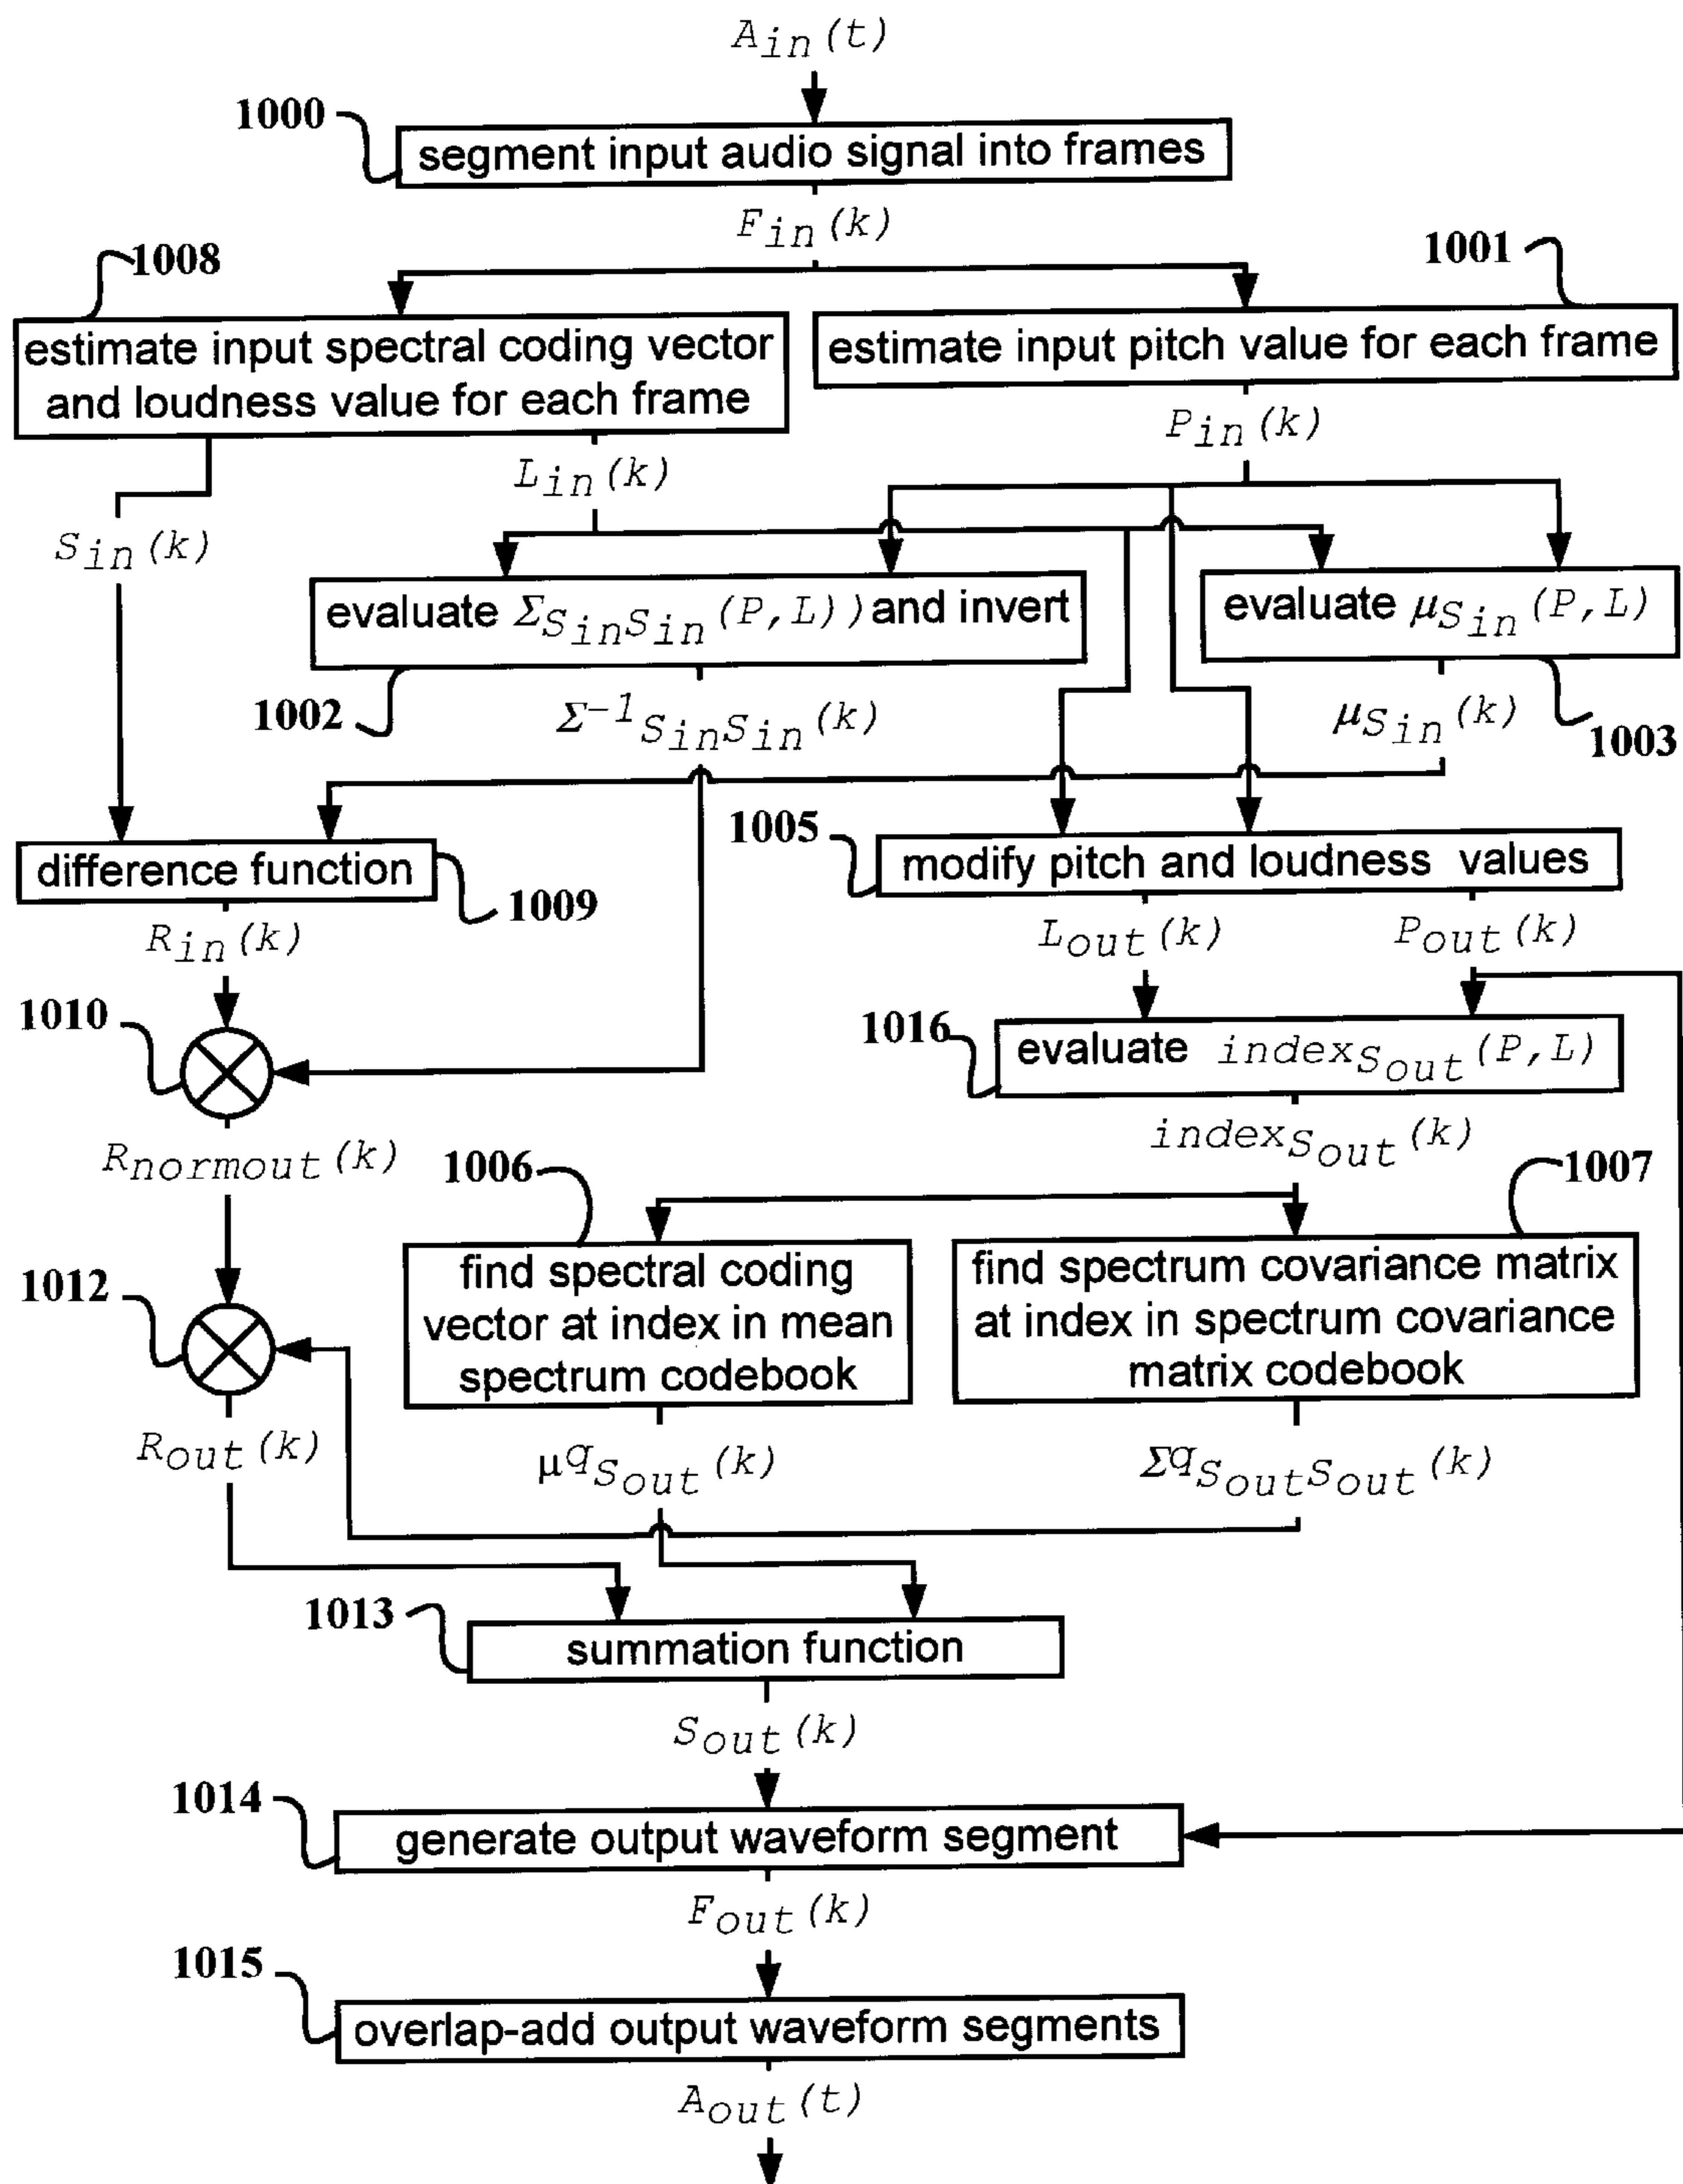 Ain(t)
1000
segment input audio signal into frames
Fin(k)
1008
1001
estimate input spectral coding vector
and loudness value for each frame
estimate input pitch value for each frame
Pin(k)
Lin(k)
Sin(k)
evaluate ΣSinSin(P,L))and invert
evaluate μSin(P,L)
1002
Σ-1SinSin(k)
μSin(k)
1003
1005
difference function
modify pitch and loudness values
1009
Rin(k)
Lout(k)
Pout(k)
1010
1016
evaluate indexSout(P,L)
indexSout(k)
Rnormout(k)
1006
1007
1012
find spectral coding
vector at index in mean
spectrum codebook
find spectrum covariance matrix
at index in spectrum covariance
matrix codebook
Rout(k)
μqSout(k)
ΣqSoutSout(k)
1013
summation function
Sout(k)
1014
generate output waveform segment
Fout(k)
1015
overlap-add output waveform segments
Aout(t)